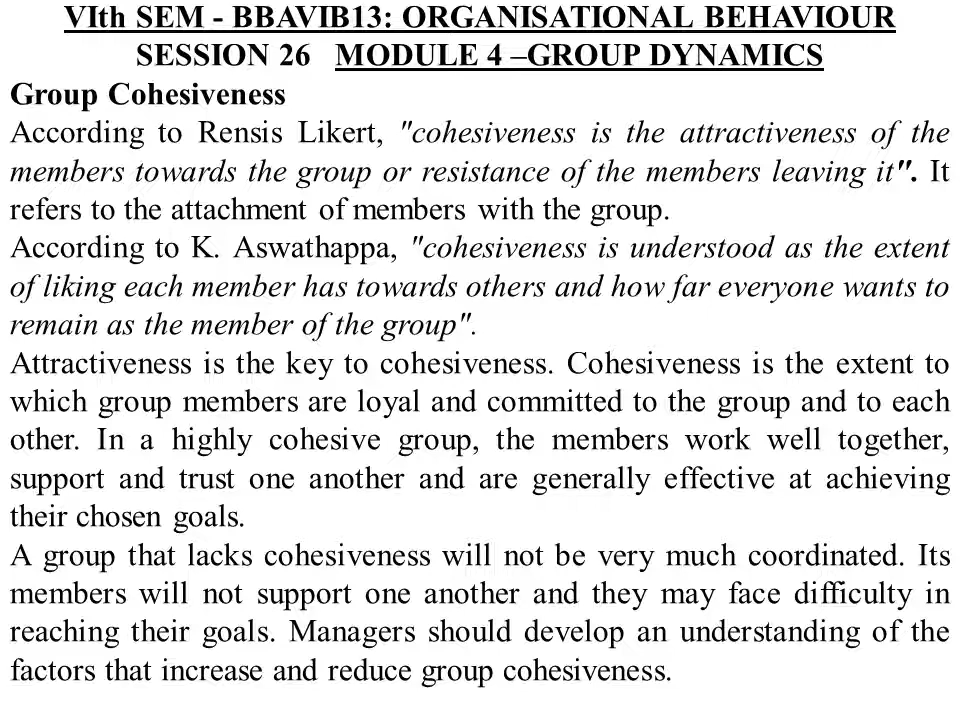 VIth SEM - BBAVIB13: ORGANISATIONAL BEHAVIOUR
SESSION 26 MODULE 4 –GROUP DYNAMICS
Group Cohesiveness
According to Rensis Likert, "cohesiveness is the attractiveness of the
members towards the group or resistance of the members leaving it". It
refers to the attachment of members with the group.
According to K. Aswathappa, "cohesiveness is understood as the extent
of liking each member has towards others and how far everyone wants to
remain as the member of the group".
Attractiveness is the key to cohesiveness. Cohesiveness is the extent to
which group members are loyal and committed to the group and to each
other. In a highly cohesive group, the members work well together,
support and trust one another and are generally effective at achieving
their chosen goals.
A group that lacks cohesiveness will not be very much coordinated. Its
members will not support one another and they may face difficulty in
reaching their goals. Managers should develop an understanding of the
factors that increase and reduce group cohesiveness.